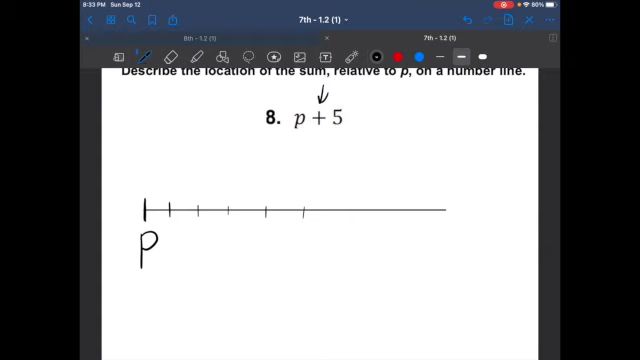 8:33 PM Sun Sep 12
7th - 1.2 (1)
80%
8th - 1.2 (1)
7th - 1.2 (1)
Describe the location of the sum, relative to p, on a number line.
8. p + 5
P